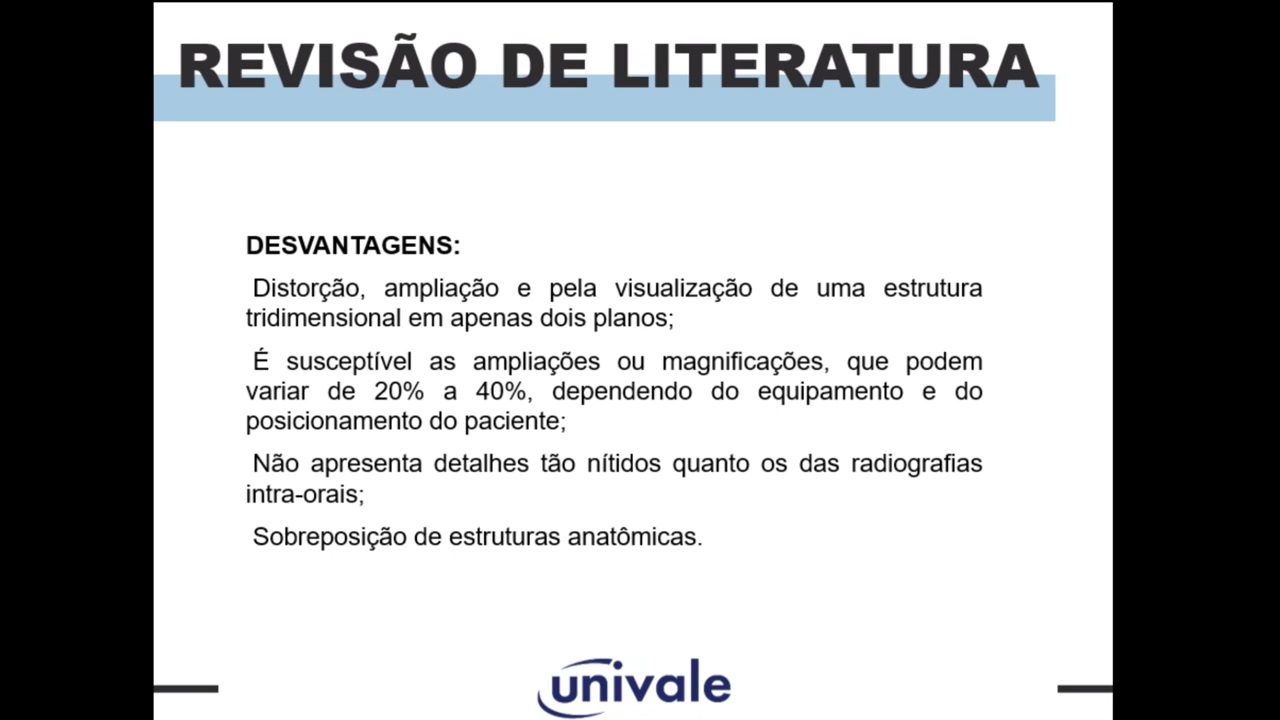 REVISÃO DE LITERATURA
DESVANTAGENS:
Distorção, ampliação e pela visualização de uma estrutura
tridimensional em apenas dois planos;
É susceptível as ampliações ou magnificações, que podem
variar de 20% a 40%, dependendo do equipamento e do
posicionamento do paciente;
Não apresenta detalhes tão nítidos quanto os das radiografias
intra-orais;
Sobreposição de estruturas anatômicas.
univale